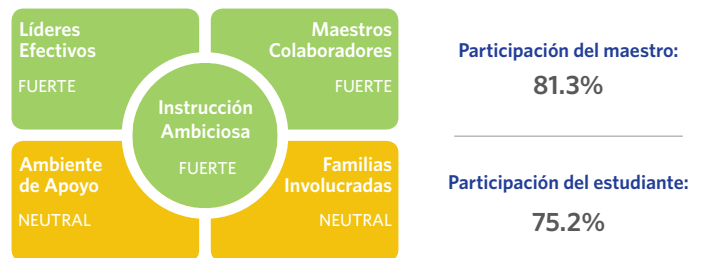 Líderes
Efectivos
FUERTE
Maestros
Colaboradores
FUERTE
Instrucción
Ambiciosa
FUERTE
Ambiente
de Apoyo
NEUTRAL
Familias
Involucradas
NEUTRAL
Participación del maestro:
81.3%
Participación del estudiante:
75.2%